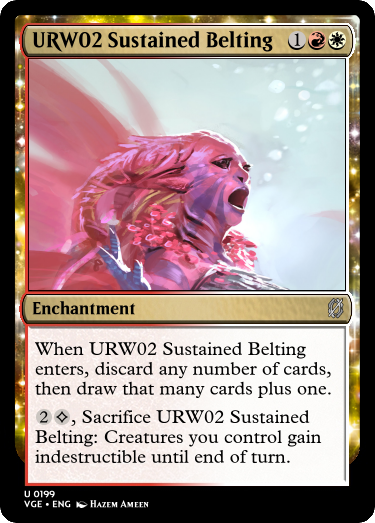 URW02 Sustained Belting 1
Enchantment
When URW02 Sustained Belting
enters, discard any number of cards,
then draw that many cards plus one.
2, Sacrifice URW02 Sustained
Belting: Creatures you control gain
indestructible until end of turn.
U 0199
VGE • ENG Hazem Ameen